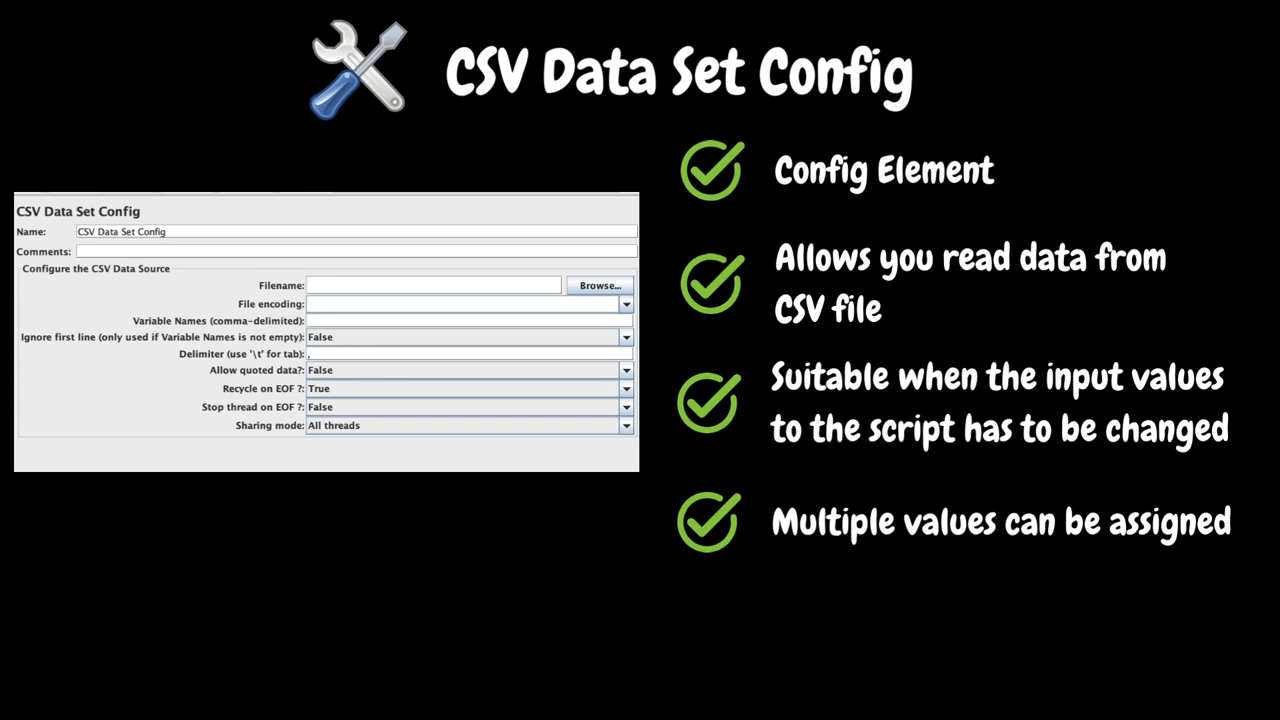 CSV Data Set Config
CSV Data Set Config
Name: CSV Data Set Config
Comments:
Configure the CSV Data Source
Filename: Browse...
File encoding:
Variable Names (comma-delimited):
Ignore first line (only used if Variable Names is not empty): False
Delimiter (use '\t' for tab): ,
Allow quoted data?: False
Recycle on EOF ?: True
Stop thread on EOF ?: False
Sharing mode: All threads
Config Element
Allows you read data from
CSV file
Suitable when the input values
to the script has to be changed
Multiple values can be assigned